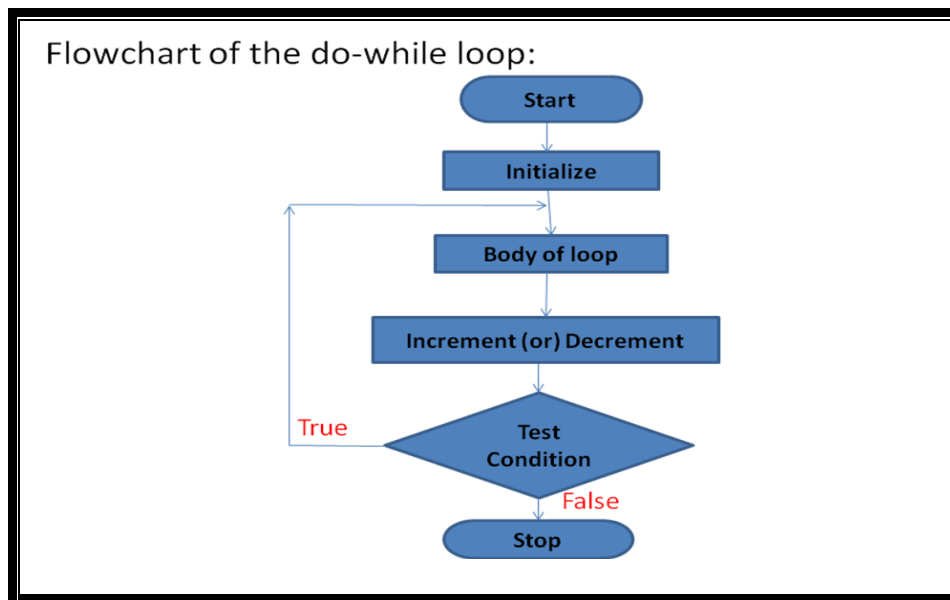 Flowchart of the do-while loop:
Start
Initialize
Body of loop
Increment (or) Decrement
True
Test
Condition
False
Stop